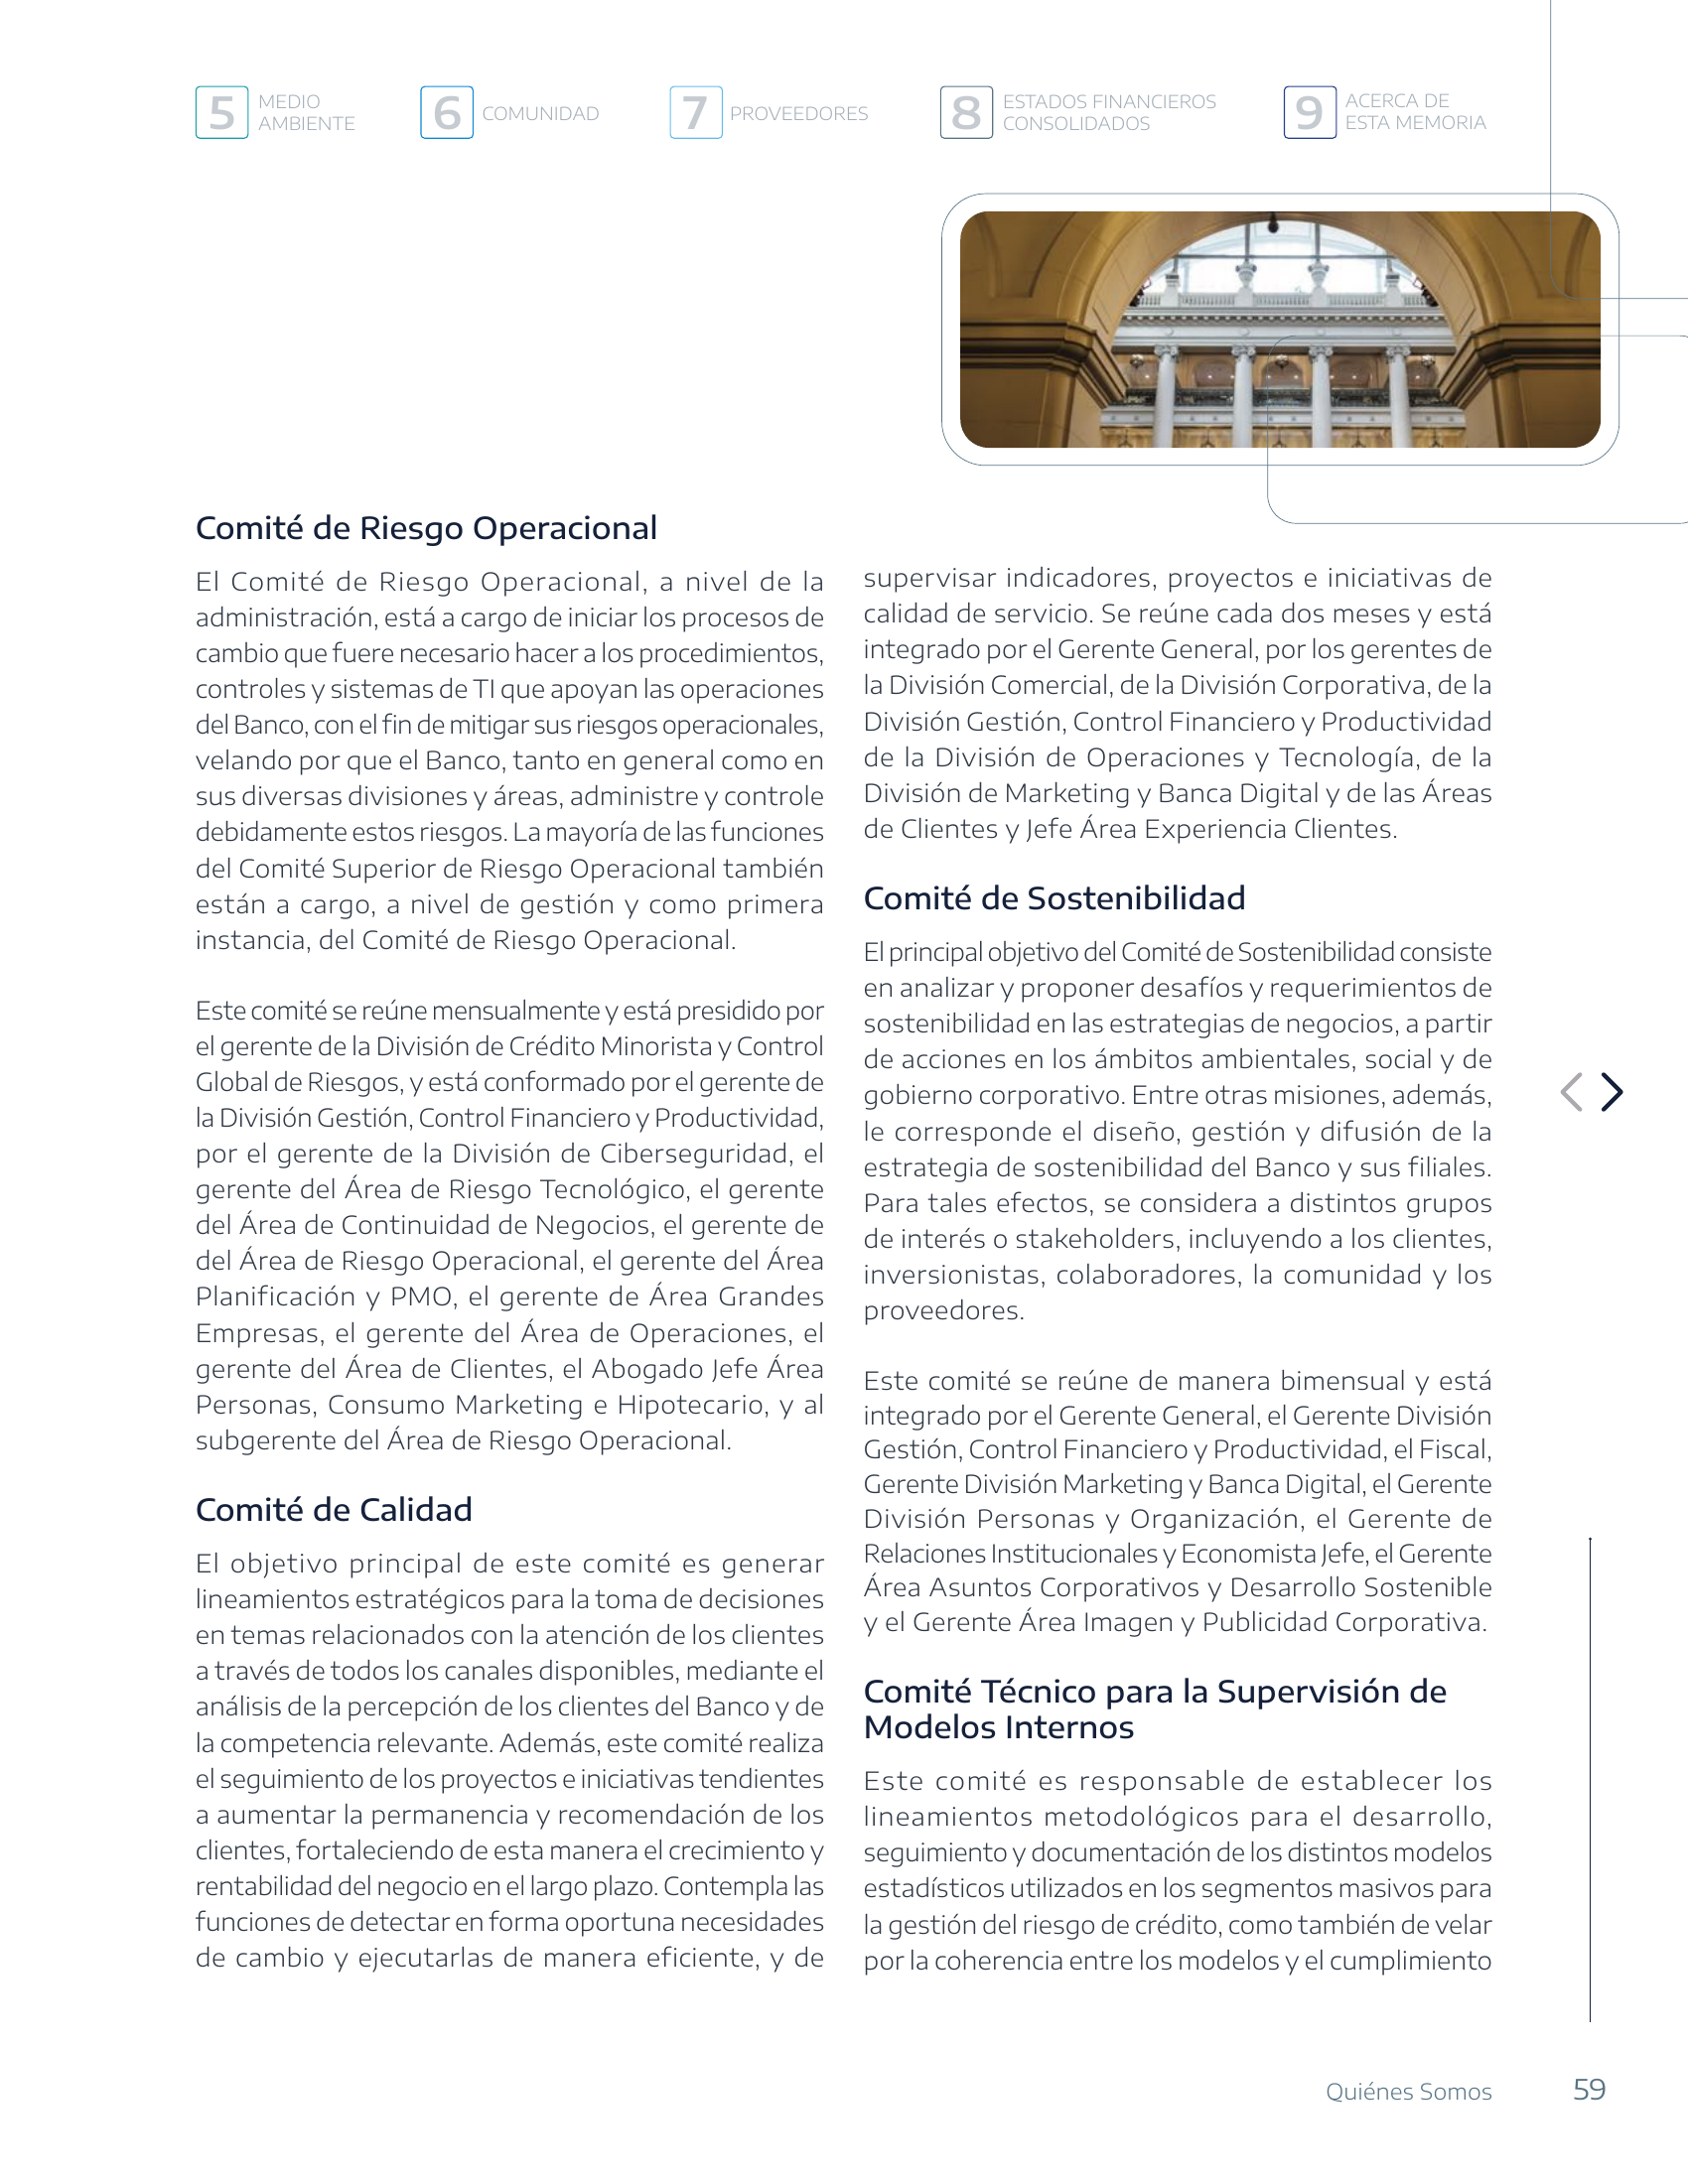 5 MEDIO
AMBIENTE
6 COMUNIDAD
7 PROVEEDORES
8 ESTADOS FINANCIEROS
CONSOLIDADOS
9 ACERCA DE
ESTA MEMORIA
Comité de Riesgo Operacional
El Comité de Riesgo Operacional, a nivel de la
administración, está a cargo de iniciar los procesos de
cambio que fuere necesario hacer a los procedimientos,
controles y sistemas de TI que apoyan las operaciones
del Banco, con el fin de mitigar sus riesgos operacionales,
velando por que el Banco, tanto en general como en
sus diversas divisiones y áreas, administre y controle
debidamente estos riesgos. La mayoría de las funciones
del Comité Superior de Riesgo Operacional también
están a cargo, a nivel de gestión y como primera
instancia, del Comité de Riesgo Operacional.
Este comité se reúne mensualmente y está presidido por
el gerente de la División de Crédito Minorista y Control
Global de Riesgos, y está conformado por el gerente de
la División Gestión, Control Financiero y Productividad,
por el gerente de la División de Ciberseguridad, el
gerente del Área de Riesgo Tecnológico, el gerente
del Área de Continuidad de Negocios, el gerente de
del Área de Riesgo Operacional, el gerente del Área
Planificación y PMO, el gerente de Área Grandes
Empresas, el gerente del Área de Operaciones, el
gerente del Área de Clientes, el Abogado Jefe Área
Personas, Consumo Marketing e Hipotecario, y al
subgerente del Área de Riesgo Operacional.
Comité de Calidad
El objetivo principal de este comité es generar
lineamientos estratégicos para la toma de decisiones
en temas relacionados con la atención de los clientes
a través de todos los canales disponibles, mediante el
análisis de la percepción de los clientes del Banco y de
la competencia relevante. Además, este comité realiza
el seguimiento de los proyectos e iniciativas tendientes
a aumentar la permanencia y recomendación de los
clientes, fortaleciendo de esta manera el crecimiento y
rentabilidad del negocio en el largo plazo. Contempla las
funciones de detectar en forma oportuna necesidades
de cambio y ejecutarlas de manera eficiente, y de
supervisar indicadores, proyectos e iniciativas de
calidad de servicio. Se reúne cada dos meses y está
integrado por el Gerente General, por los gerentes de
la División Comercial, de la División Corporativa, de la
División Gestión, Control Financiero y Productividad
de la División de Operaciones y Tecnología, de la
División de Marketing y Banca Digital y de las Áreas
de Clientes y Jefe Área Experiencia Clientes.
Comité de Sostenibilidad
El principal objetivo del Comité de Sostenibilidad consiste
en analizar y proponer desafíos y requerimientos de
sostenibilidad en las estrategias de negocios, a partir
de acciones en los ámbitos ambientales, social y de
gobierno corporativo. Entre otras misiones, además,
le corresponde el diseño, gestión y difusión de la
estrategia de sostenibilidad del Banco y sus filiales.
Para tales efectos, se considera a distintos grupos
de interés o stakeholders, incluyendo a los clientes,
inversionistas, colaboradores, la comunidad y los
proveedores.
Este comité se reúne de manera bimensual y está
integrado por el Gerente General, el Gerente División
Gestión, Control Financiero y Productividad, el Fiscal,
Gerente División Marketing y Banca Digital, el Gerente
División Personas y Organización, el Gerente de
Relaciones Institucionales y Economista Jefe, el Gerente
Área Asuntos Corporativos y Desarrollo Sostenible
y el Gerente Área Imagen y Publicidad Corporativa.
Comité Técnico para la Supervisión de
Modelos Internos
Este comité es responsable de establecer los
lineamientos metodológicos para el desarrollo,
seguimiento y documentación de los distintos modelos
estadísticos utilizados en los segmentos masivos para
la gestión del riesgo de crédito, como también de velar
por la coherencia entre los modelos y el cumplimiento
Quiénes Somos 59